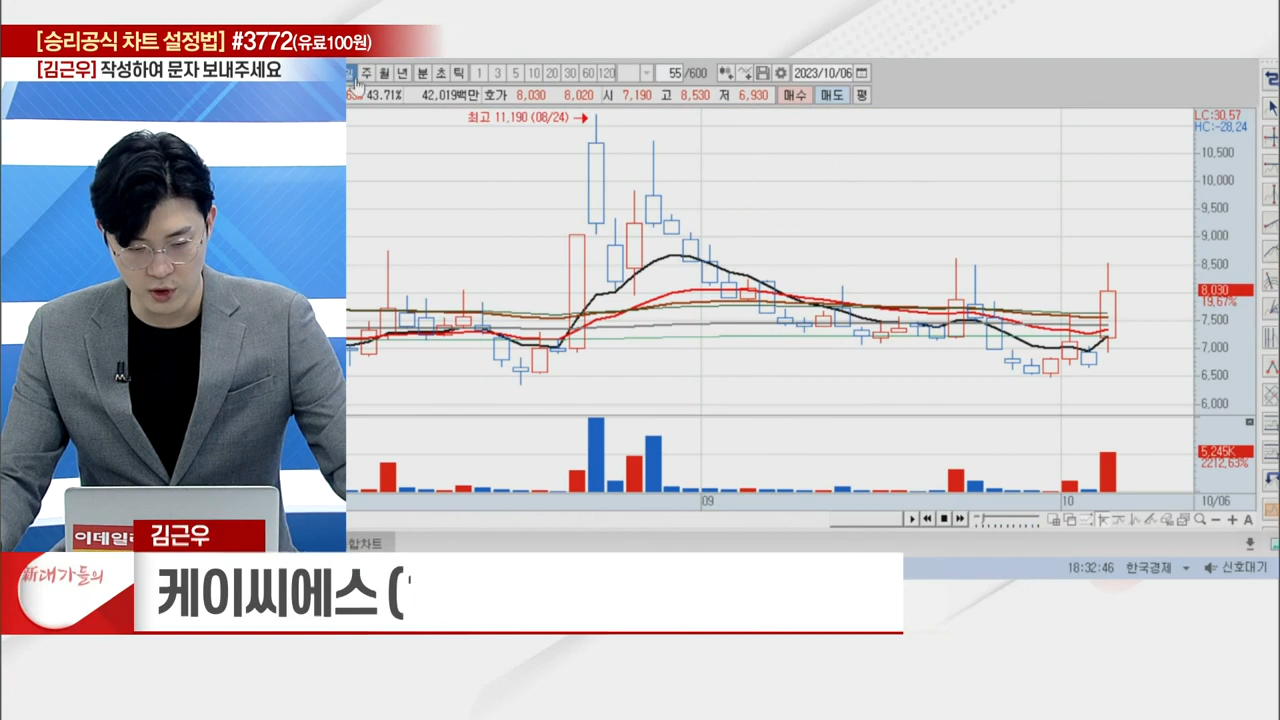 [승리공식 차트 설정법] #3772(유료100원)
[김근우] 작성하여 문자 보내주세요
주 월 년 분 초 틱 1 3 5 10 20 30 60 120 55 /600 2023/10/06
43.71% 42,019백만 호가 8,030 8,020 시 7,190 고 8,530 저 6,930 매수 매도 평
최고 11,190 (08/24) →
LC:30.57
HC:-28.24
10,500
10,000
9,500
9,000
8,500
8,030
19.67%
7,500
7,000
6,500
6,000
5,245K
2212.63%
09 10 10/06
합차트
18:32:46 한국경제 신호대기
이데일리
김근우
新대가들의
케이씨에스 (